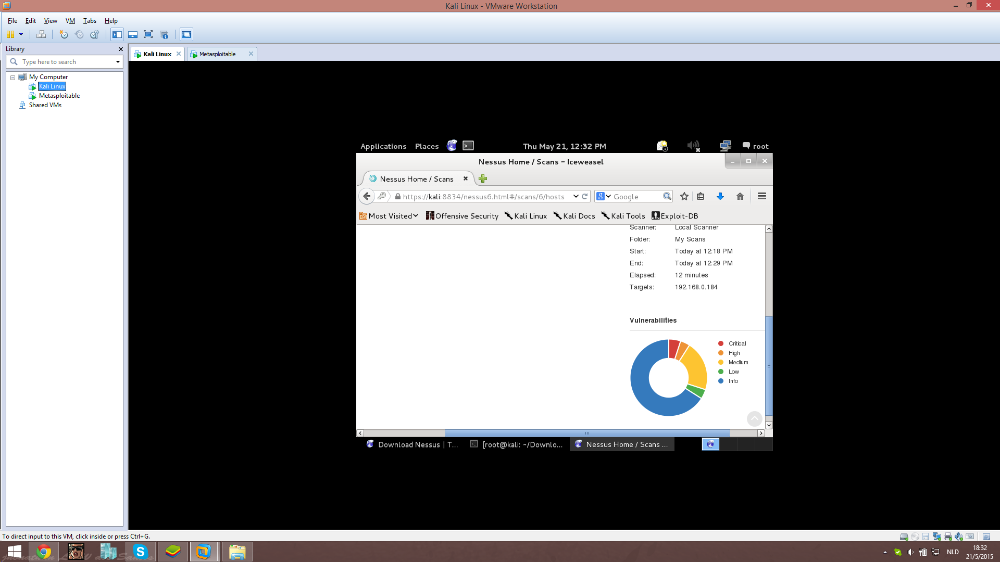 Kali Linux - VMware Workstation
File Edit View VM Tabs Help
Library
Type here to search
My Computer
Kali Linux
Metasploitable
Shared VMs
Kali Linux
Metasploitable
Applications Places Thu May 21, 12:32 PM root
Nessus Home / Scans - Iceweasel
Nessus Home / Scans
https://kali:8834/nessus6.html#/scans/6/hosts
Google
Most Visited Offensive Security Kali Linux Kali Docs Kali Tools Exploit-DB
Scanner: Local Scanner
Folder: My Scans
Start: Today at 12:18 PM
End: Today at 12:29 PM
Elapsed: 12 minutes
Targets: 192.168.0.184
Vulnerabilities
Critical
High
Medium
Low
Info
Download Nessus | T... [root@kali: ~/Downlo... Nessus Home / Scans ...
To direct input to this VM, click inside or press Ctrl+G.
NLD
18:32
21/5/2015